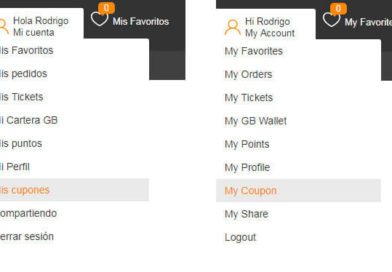 0
Hola Rodrigo
Mi cuenta
Mis Favoritos
is Favoritos
is pedidos
is Tickets
i Cartera GB
is puntos
i Perfil
is cupones
ompartiendo
errar sesión
0
Hi Rodrigo
My Account
My Favorite
My Favorites
My Orders
My Tickets
My GB Wallet
My Points
My Profile
My Coupon
My Share
Logout